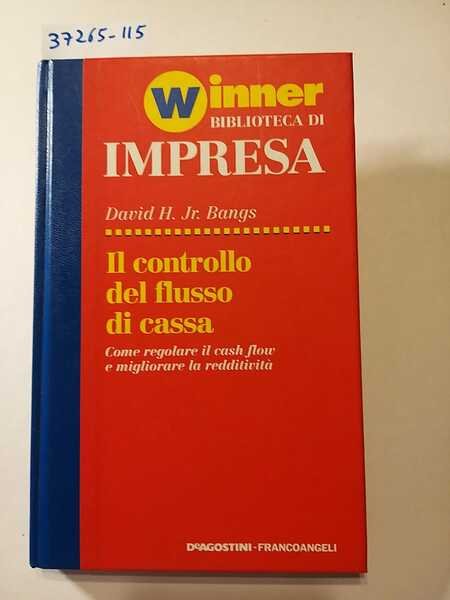 37265-115
Winner
BIBLIOTECA DI
IMPRESA
David H. Jr. Bangs
Il controllo
del flusso
di cassa
Come regolare il cash flow
e migliorare la redditività
DEAGOSTINI-FRANCOANGELI